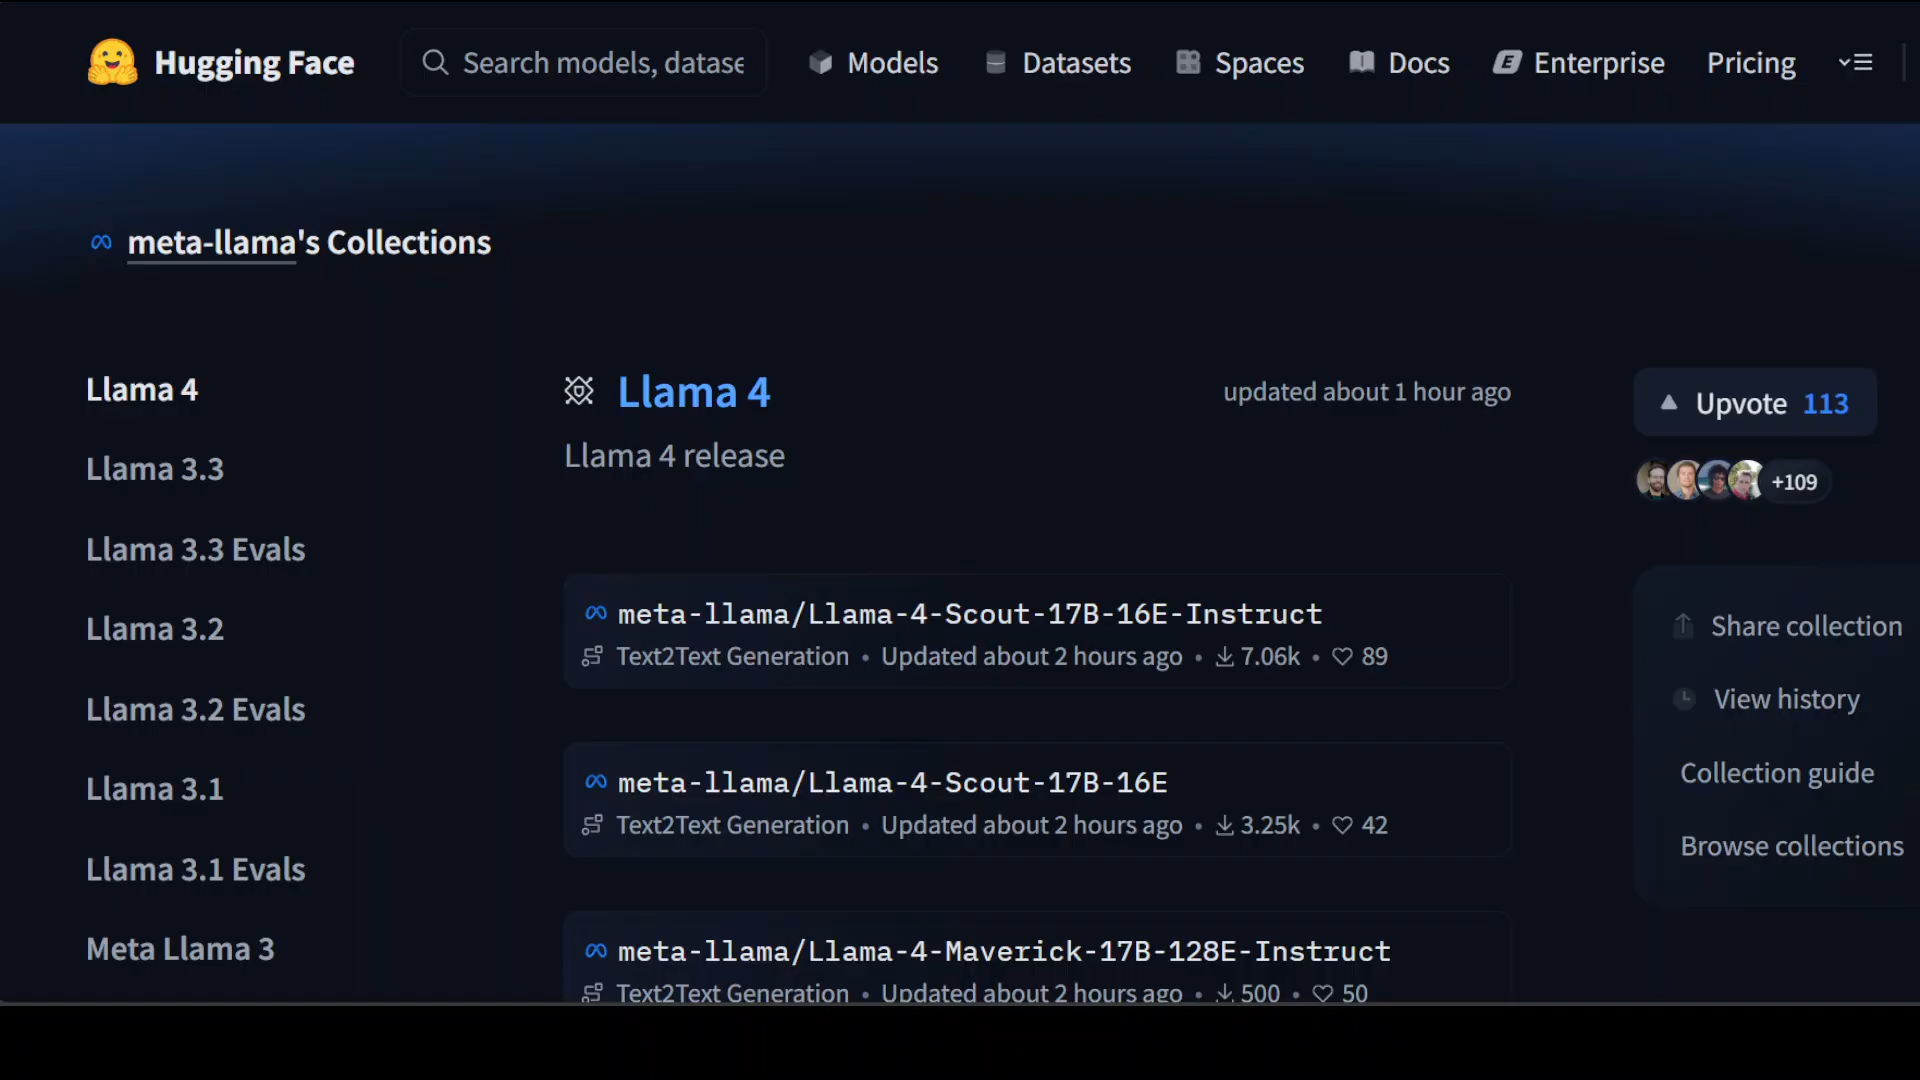 Hugging Face
Search models, datase
Models
Datasets
Spaces
Docs
Enterprise
Pricing
meta-llama's Collections
Llama 4
Llama 3.3
Llama 3.3 Evals
Llama 3.2
Llama 3.2 Evals
Llama 3.1
Llama 3.1 Evals
Meta Llama 3
Llama 4
updated about 1 hour ago
Llama 4 release
meta-llama/Llama-4-Scout-17B-16E-Instruct
Text2Text Generation • Updated about 2 hours ago • 7.06k • 89
meta-llama/Llama-4-Scout-17B-16E
Text2Text Generation • Updated about 2 hours ago • 3.25k • 42
meta-llama/Llama-4-Maverick-17B-128E-Instruct
Text2Text Generation • Updated about 2 hours ago • 500 • 50
Upvote 113
+109
Share collection
View history
Collection guide
Browse collections